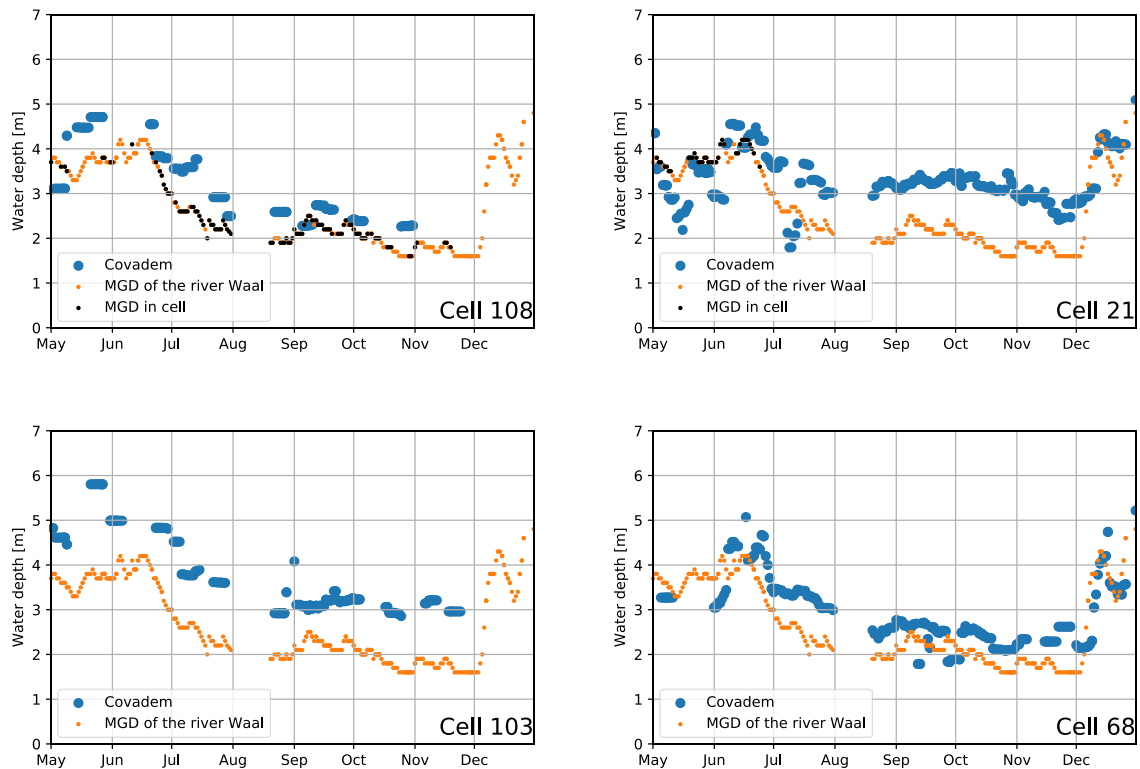 7
6
5
4
3
2
1
0
Water depth [m]
Covadem
MGD of the river Waal
MGD in cell
Cell 108
May Jun Jul Aug Sep Oct Nov Dec
7
6
5
4
3
2
1
0
Water depth [m]
Covadem
MGD of the river Waal
MGD in cell
Cell 21
May Jun Jul Aug Sep Oct Nov Dec
7
6
5
4
3
2
1
0
Water depth [m]
Covadem
MGD of the river Waal
Cell 103
May Jun Jul Aug Sep Oct Nov Dec
7
6
5
4
3
2
1
0
Water depth [m]
Covadem
MGD of the river Waal
Cell 68
May Jun Jul Aug Sep Oct Nov Dec